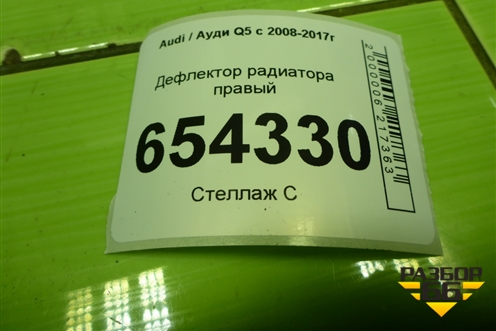 Audi / Ауди Q5 с 2008-2017г
Дефлектор радиатора
правый
654330
Стеллаж С
2000006217363
РАЗБОР
66